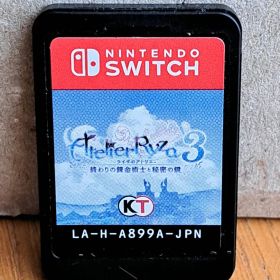 NINTENDO
SWITCH
Atelier Ryza 3
ライザのアトリエ
終わりの錬金術士と秘密の鍵
KT
LA-H-A899A-JPN